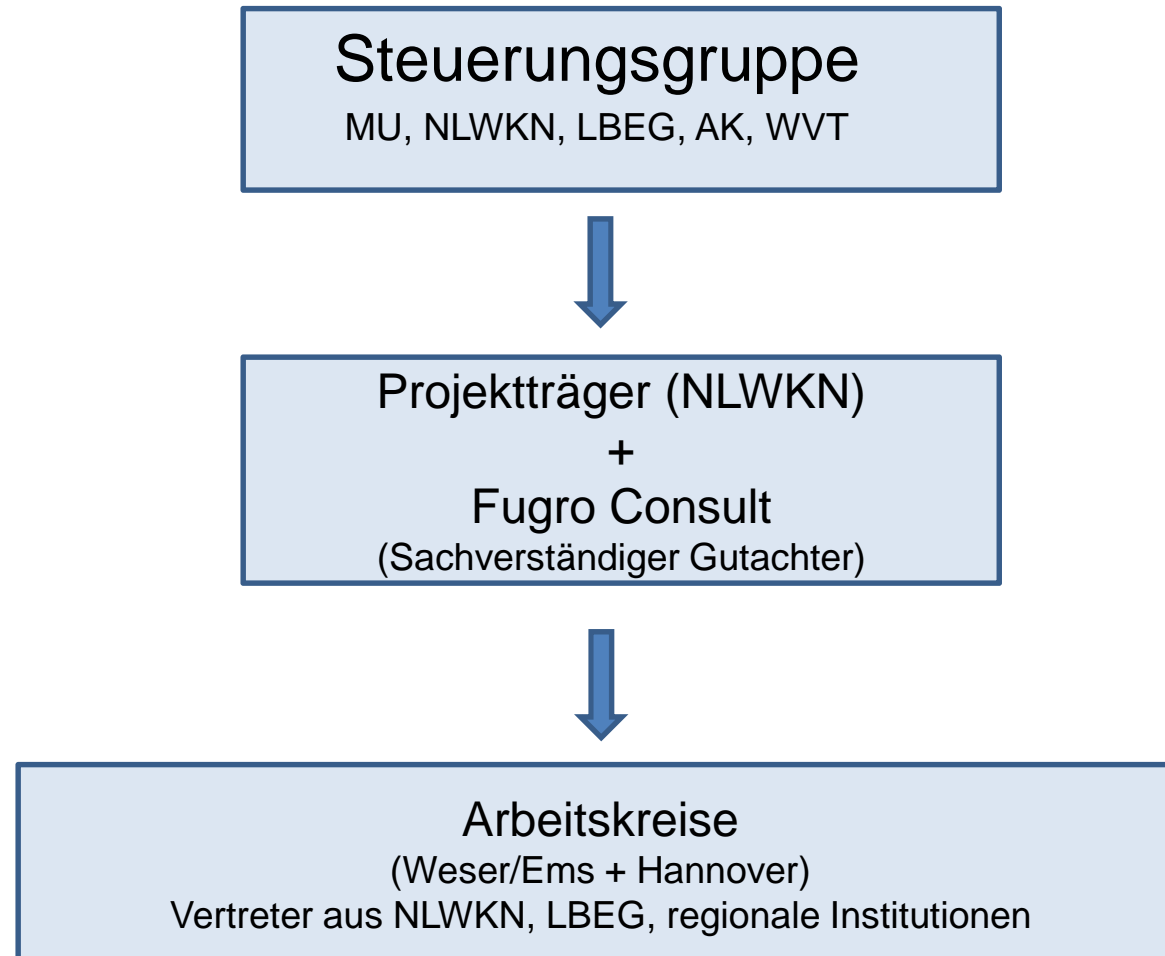 Steuerungsgruppe
MU, NLWKN, LBEG, AK, WVT
Projektträger (NLWKN)
+
Fugro Consult
(Sachverständiger Gutachter)
Arbeitskreise
(Weser/Ems + Hannover)
Vertreter aus NLWKN, LBEG, regionale Institutionen